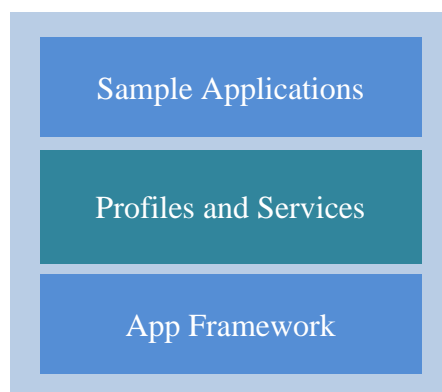 Sample Applications
Profiles and Services
App Framework